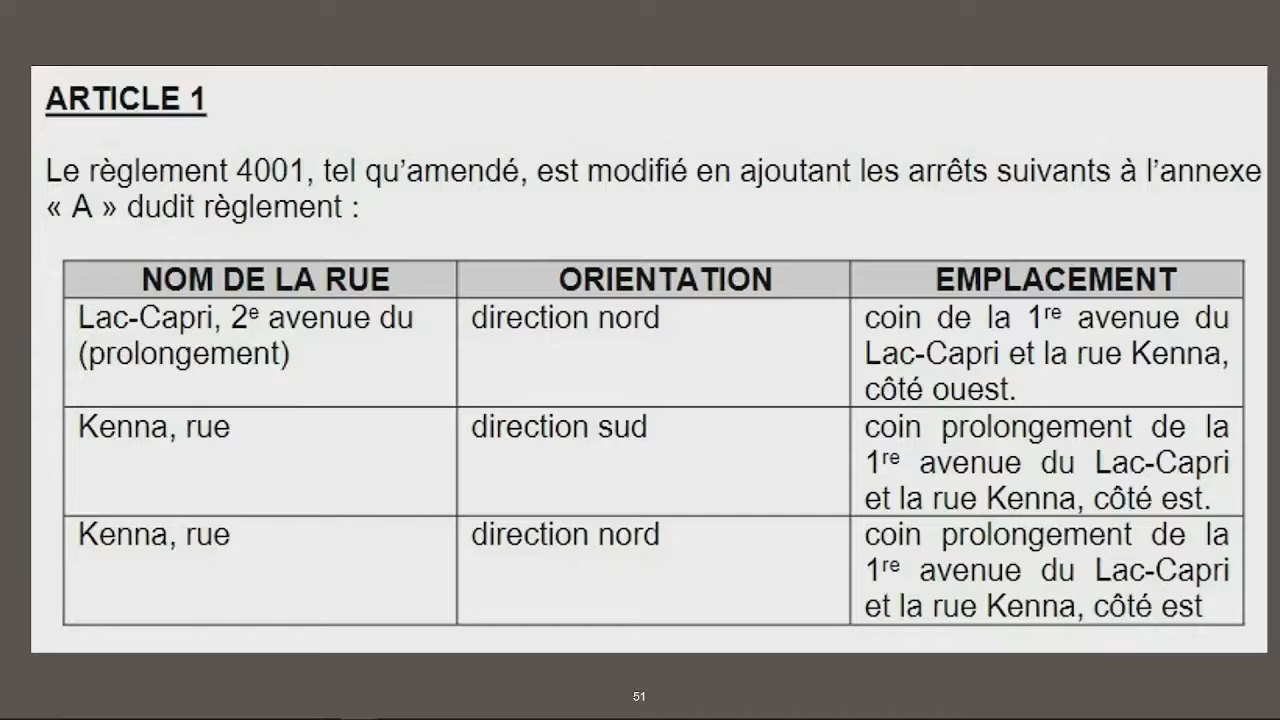 ARTICLE 1
Le règlement 4001, tel qu’amendé, est modifié en ajoutant les arrêts suivants à l’annexe
« A » dudit règlement :
NOM DE LA RUE ORIENTATION EMPLACEMENT
Lac-Capri, 2e avenue du direction nord coin de la 1re avenue du
(prolongement) Lac-Capri et la rue Kenna,
côté ouest.
Kenna, rue direction sud coin prolongement de la
1re avenue du Lac-Capri
et la rue Kenna, côté est.
Kenna, rue direction nord coin prolongement de la
1re avenue du Lac-Capri
et la rue Kenna, côté est
51